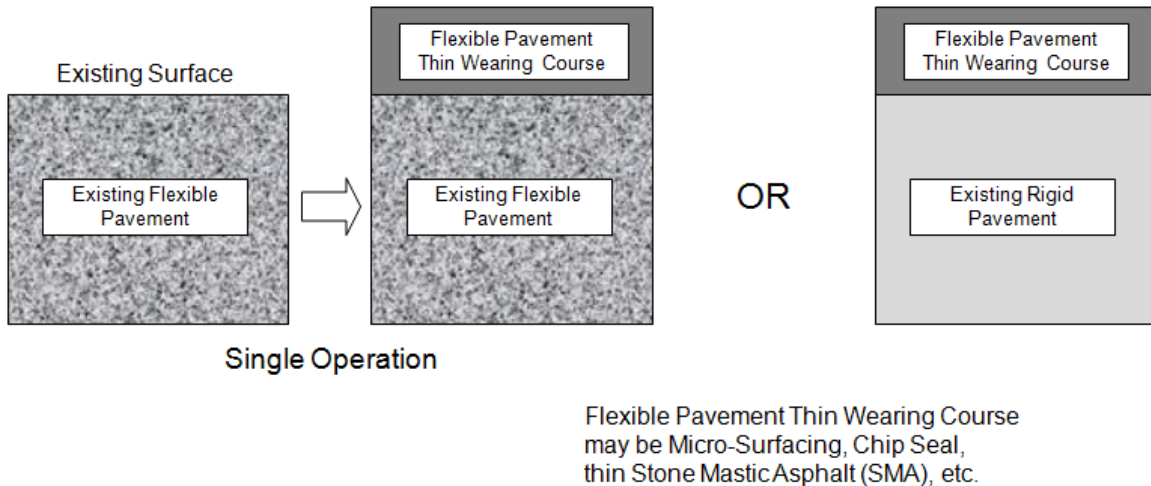 Existing Surface
Existing Flexible
Pavement
Flexible Pavement
Thin Wearing Course
Existing Flexible
Pavement
Single Operation
OR
Flexible Pavement
Thin Wearing Course
Existing Rigid
Pavement
Flexible Pavement Thin Wearing Course
may be Micro-Surfacing, Chip Seal,
thin Stone Mastic Asphalt (SMA), etc.